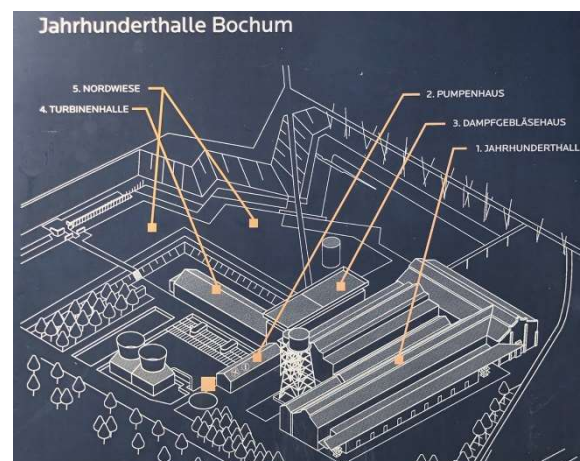 Jahrhunderthalle Bochum
5. NORDWIESE
4. TURBINENHALLE
2. PUMPENHAUS
3. DAMPFGEBLÄSEHAUS
1. JAHRHUNDERTHALL